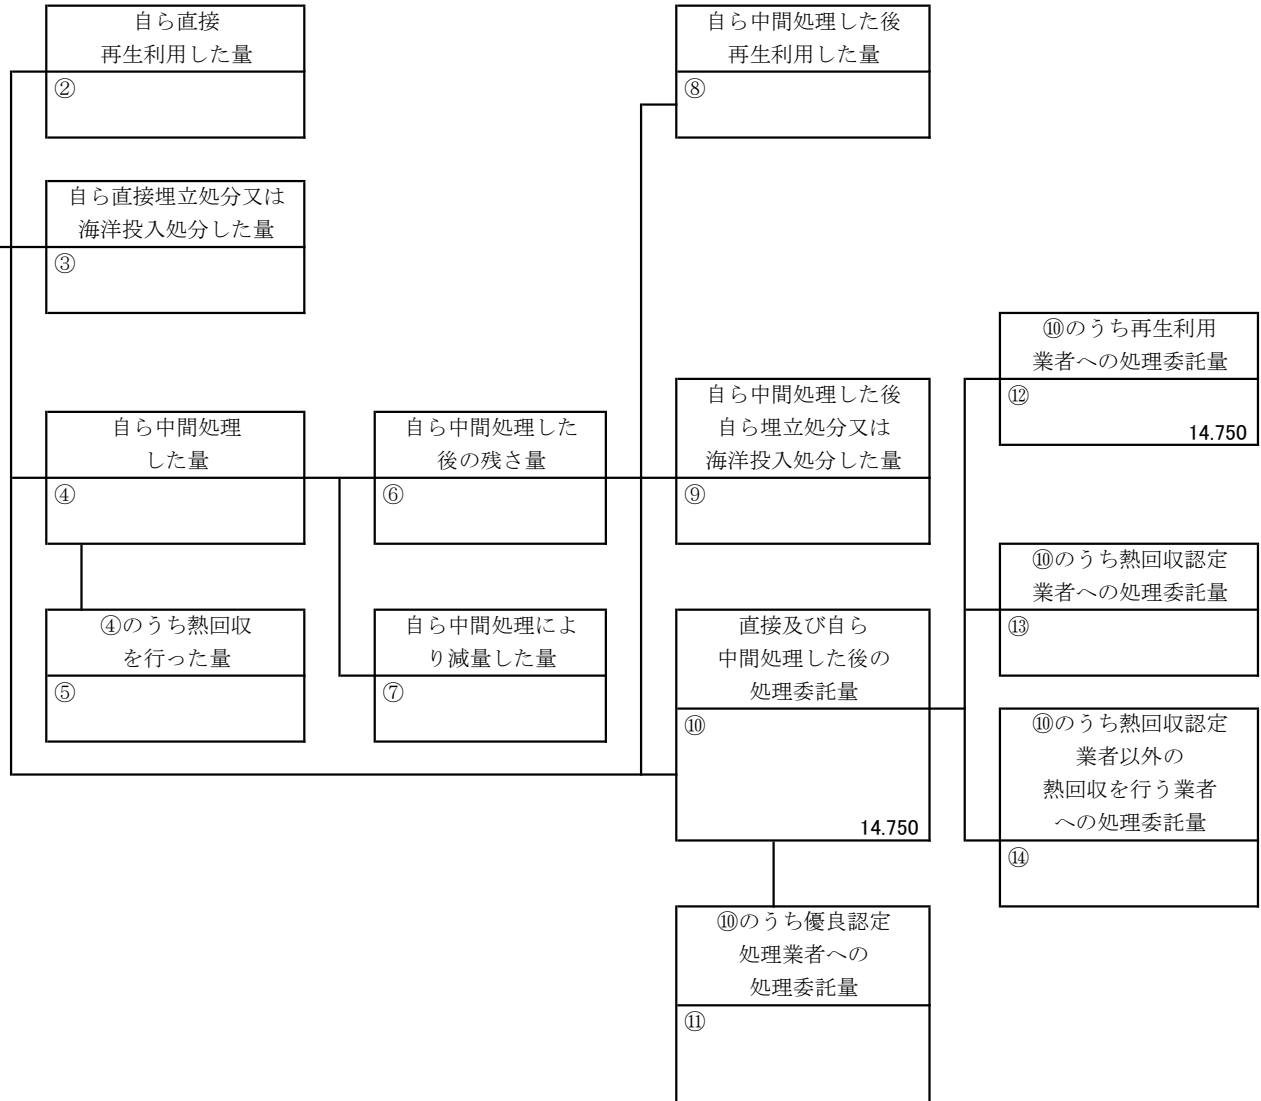 自ら直接
再生利用した量
②
自ら中間処理した後
再生利用した量
⑧
自ら直接埋立処分又は
海洋投入処分した量
③
⑩のうち再生利用
業者への処理委託量
⑫
14.750
自ら中間処理
した量
④
自ら中間処理した
後の残さ量
⑥
自ら中間処理した後
自ら埋立処分又は
海洋投入処分した量
⑨
⑩のうち熱回収認定
業者への処理委託量
⑬
④のうち熱回収
を行った量
⑤
自ら中間処理によ
り減量した量
⑦
直接及び自ら
中間処理した後の
処理委託量
⑩
14.750
⑩のうち熱回収認定
業者以外の
熱回収を行う業者
への処理委託量
⑭
⑩のうち優良認定
処理業者への
処理委託量
⑪